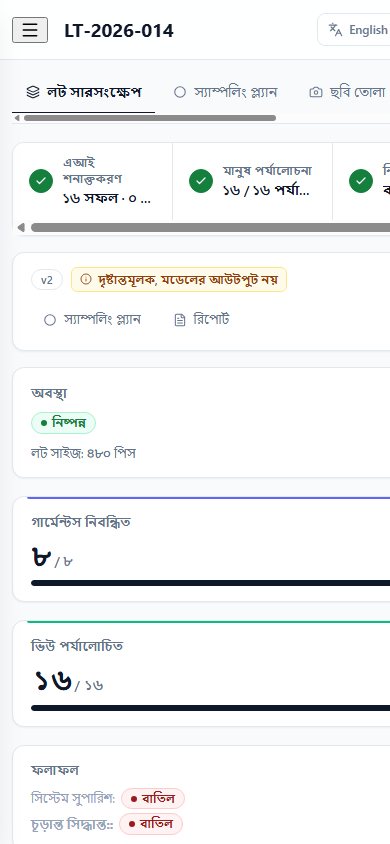 LT-2026-014
English
লট সারসংক্ষেপ
স্যাম্পলিং প্ল্যান
ছবি তোলা
এআই
শনাক্তকরণ
১৬ সফল · ০ ...
মানুষ পর্যালোচনা
১৬ / ১৬ পর্যা...
v2
দৃষ্টান্তমূলক, মডেলের আউটপুট নয়
স্যাম্পলিং প্ল্যান
রিপোর্ট
অবস্থা
নিষ্পন্ন
লট সাইজ: ৪৮০ পিস
গার্মেন্টস নিবন্ধিত
৮ / ৮
ভিউ পর্যালোচিত
১৬ / ১৬
ফলাফল
সিস্টেম সুপারিশ: বাতিল
চূড়ান্ত সিদ্ধান্ত:: বাতিল